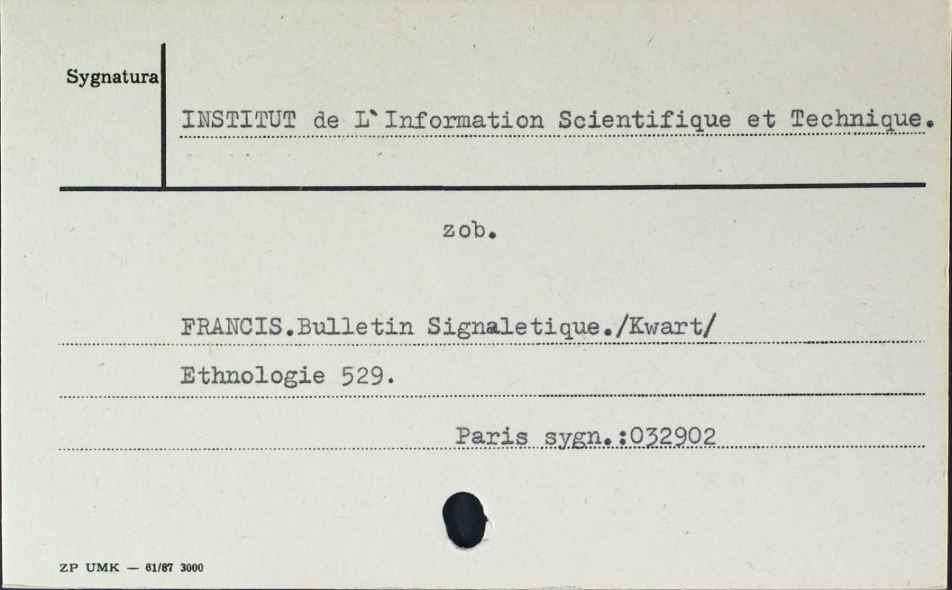 Sygnatura
INSTITUT de L`Information Scientifique et Technique.
zob.
FRANCIS.Bulletin Signaletique./Kwart/
Ethnologie 529.
Paris sygn.:032902
ZP UMK — 61/87 3000